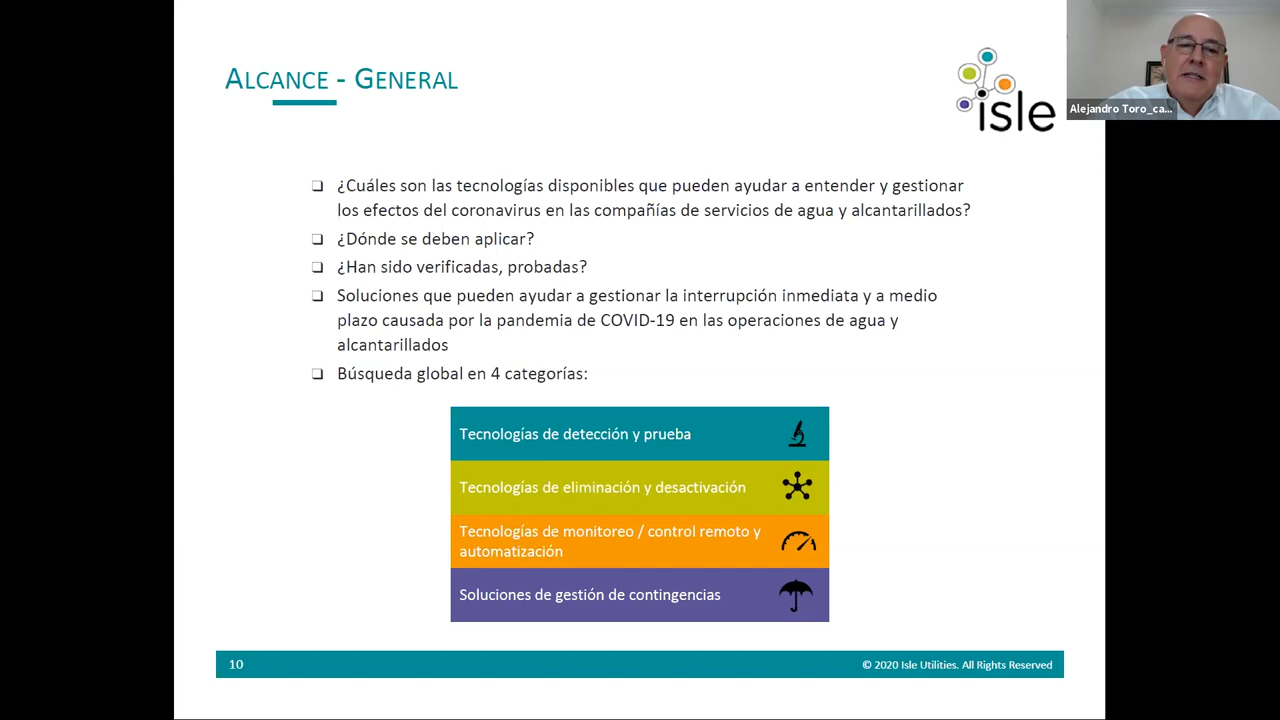 ALCANCE - GENERAL
isle
Alejandro Toro_ca...
❑ ¿Cuáles son las tecnologías disponibles que pueden ayudar a entender y gestionar
los efectos del coronavirus en las compañías de servicios de agua y alcantarillados?
❑ ¿Dónde se deben aplicar?
❑ ¿Han sido verificadas, probadas?
❑ Soluciones que pueden ayudar a gestionar la interrupción inmediata y a medio
plazo causada por la pandemia de COVID-19 en las operaciones de agua y
alcantarillados
❑ Búsqueda global en 4 categorías:
Tecnologías de detección y prueba
Tecnologías de eliminación y desactivación
Tecnologías de monitoreo / control remoto y
automatización
Soluciones de gestión de contingencias
10
© 2020 Isle Utilities. All Rights Reserved